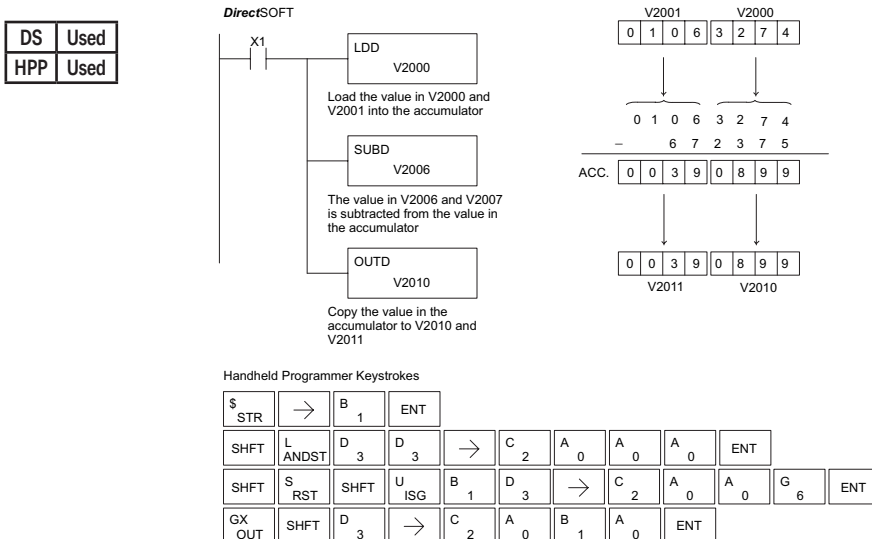 DS Used
HPP Used
DirectSOFT
X1
LDD
V2000
Load the value in V2000 and
V2001 into the accumulator
SUBD
V2006
The value in V2006 and V2007
is subtracted from the value in
the accumulator
OUTD
V2010
Copy the value in the
accumulator to V2010 and
V2011
V2001 V2000
0 1 0 6 3 2 7 4
0 1 0 6 3 2 7 4
– 6 7 2 3 7 5
ACC. 0 0 3 9 0 8 9 9
0 0 3 9 0 8 9 9
V2011 V2010
Handheld Programmer Keystrokes
$ STR → B 1 ENT
SHFT L ANDST D 3 D 3 → C 2 A 0 A 0 A 0 ENT
SHFT S RST SHFT U ISG B 1 D 3 → C 2 A 0 A 0 G 6 ENT
GX OUT SHFT D 3 → C 2 A 0 B 1 A 0 ENT